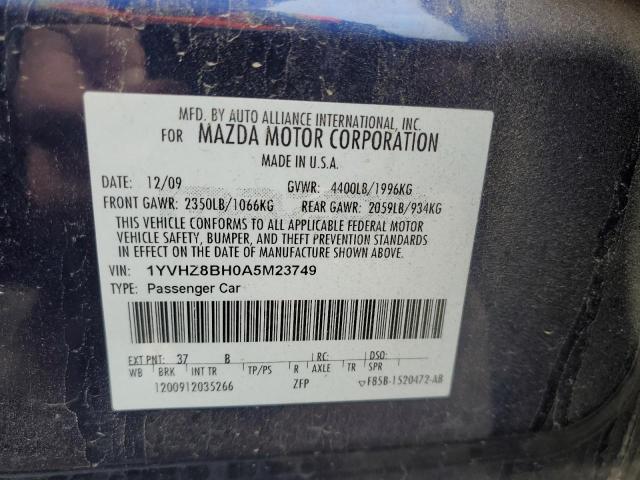 MFD. BY AUTO ALLIANCE INTERNATIONAL, INC.
FOR MAZDA MOTOR CORPORATION
MADE IN U.S.A.
DATE: 12/09 GVWR: 4400LB/1996KG
FRONT GAWR: 2350LB/1066KG REAR GAWR: 2059LB/934KG
THIS VEHICLE CONFORMS TO ALL APPLICABLE FEDERAL MOTOR
VEHICLE SAFETY, BUMPER, AND THEFT PREVENTION STANDARDS
IN EFFECT ON THE DATE OF MANUFACTURE SHOWN ABOVE.
VIN: 1YVHZ8BH0A5M23749
TYPE: Passenger Car
EXT PNT: 37 B RC: DSO:
WB BRK INT TR TP/PS R AXLE TR SPR
1200912035266 ZFP F85B-1520472-AB